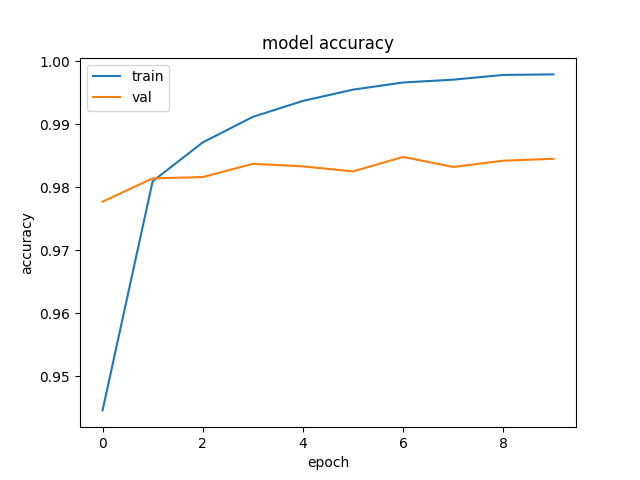 model accuracy
train
val
accuracy
1.00
0.99
0.98
0.97
0.96
0.95
0 2 4 6 8
epoch